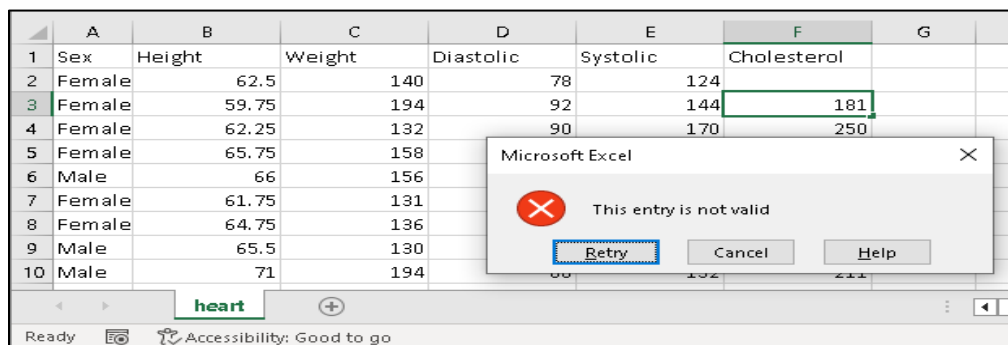 A B C D E F G
1 Sex Height Weight Diastolic Systolic Cholesterol
2 Female 62.5 140 78 124
3 Female 59.75 194 92 144 181
4 Female 62.25 132 90 170 250
5 Female 65.75 158
6 Male 66 156
7 Female 61.75 131
8 Female 64.75 136
9 Male 65.5 130
10 Male 71 194
Microsoft Excel
This entry is not valid
Retry Cancel Help
heart
Ready Accessibility: Good to go